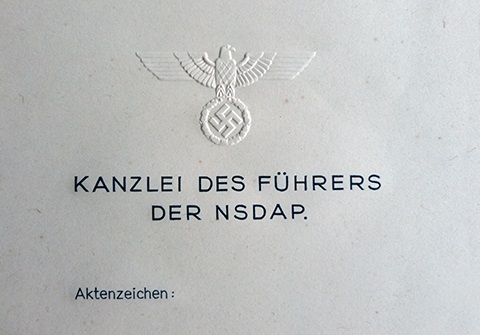 KANZLEI DES FÜHRERS
DER NSDAP.
Aktenzeichen: